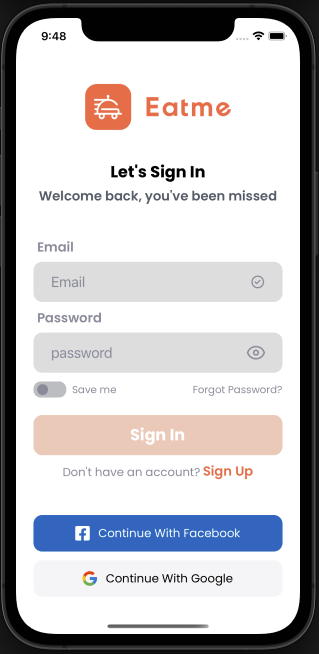 9:48
Eatme
Let's Sign In
Welcome back, you've been missed
Email
Email
Password
password
Save me Forgot Password?
Sign In
Don't have an account? Sign Up
Continue With Facebook
Continue With Google